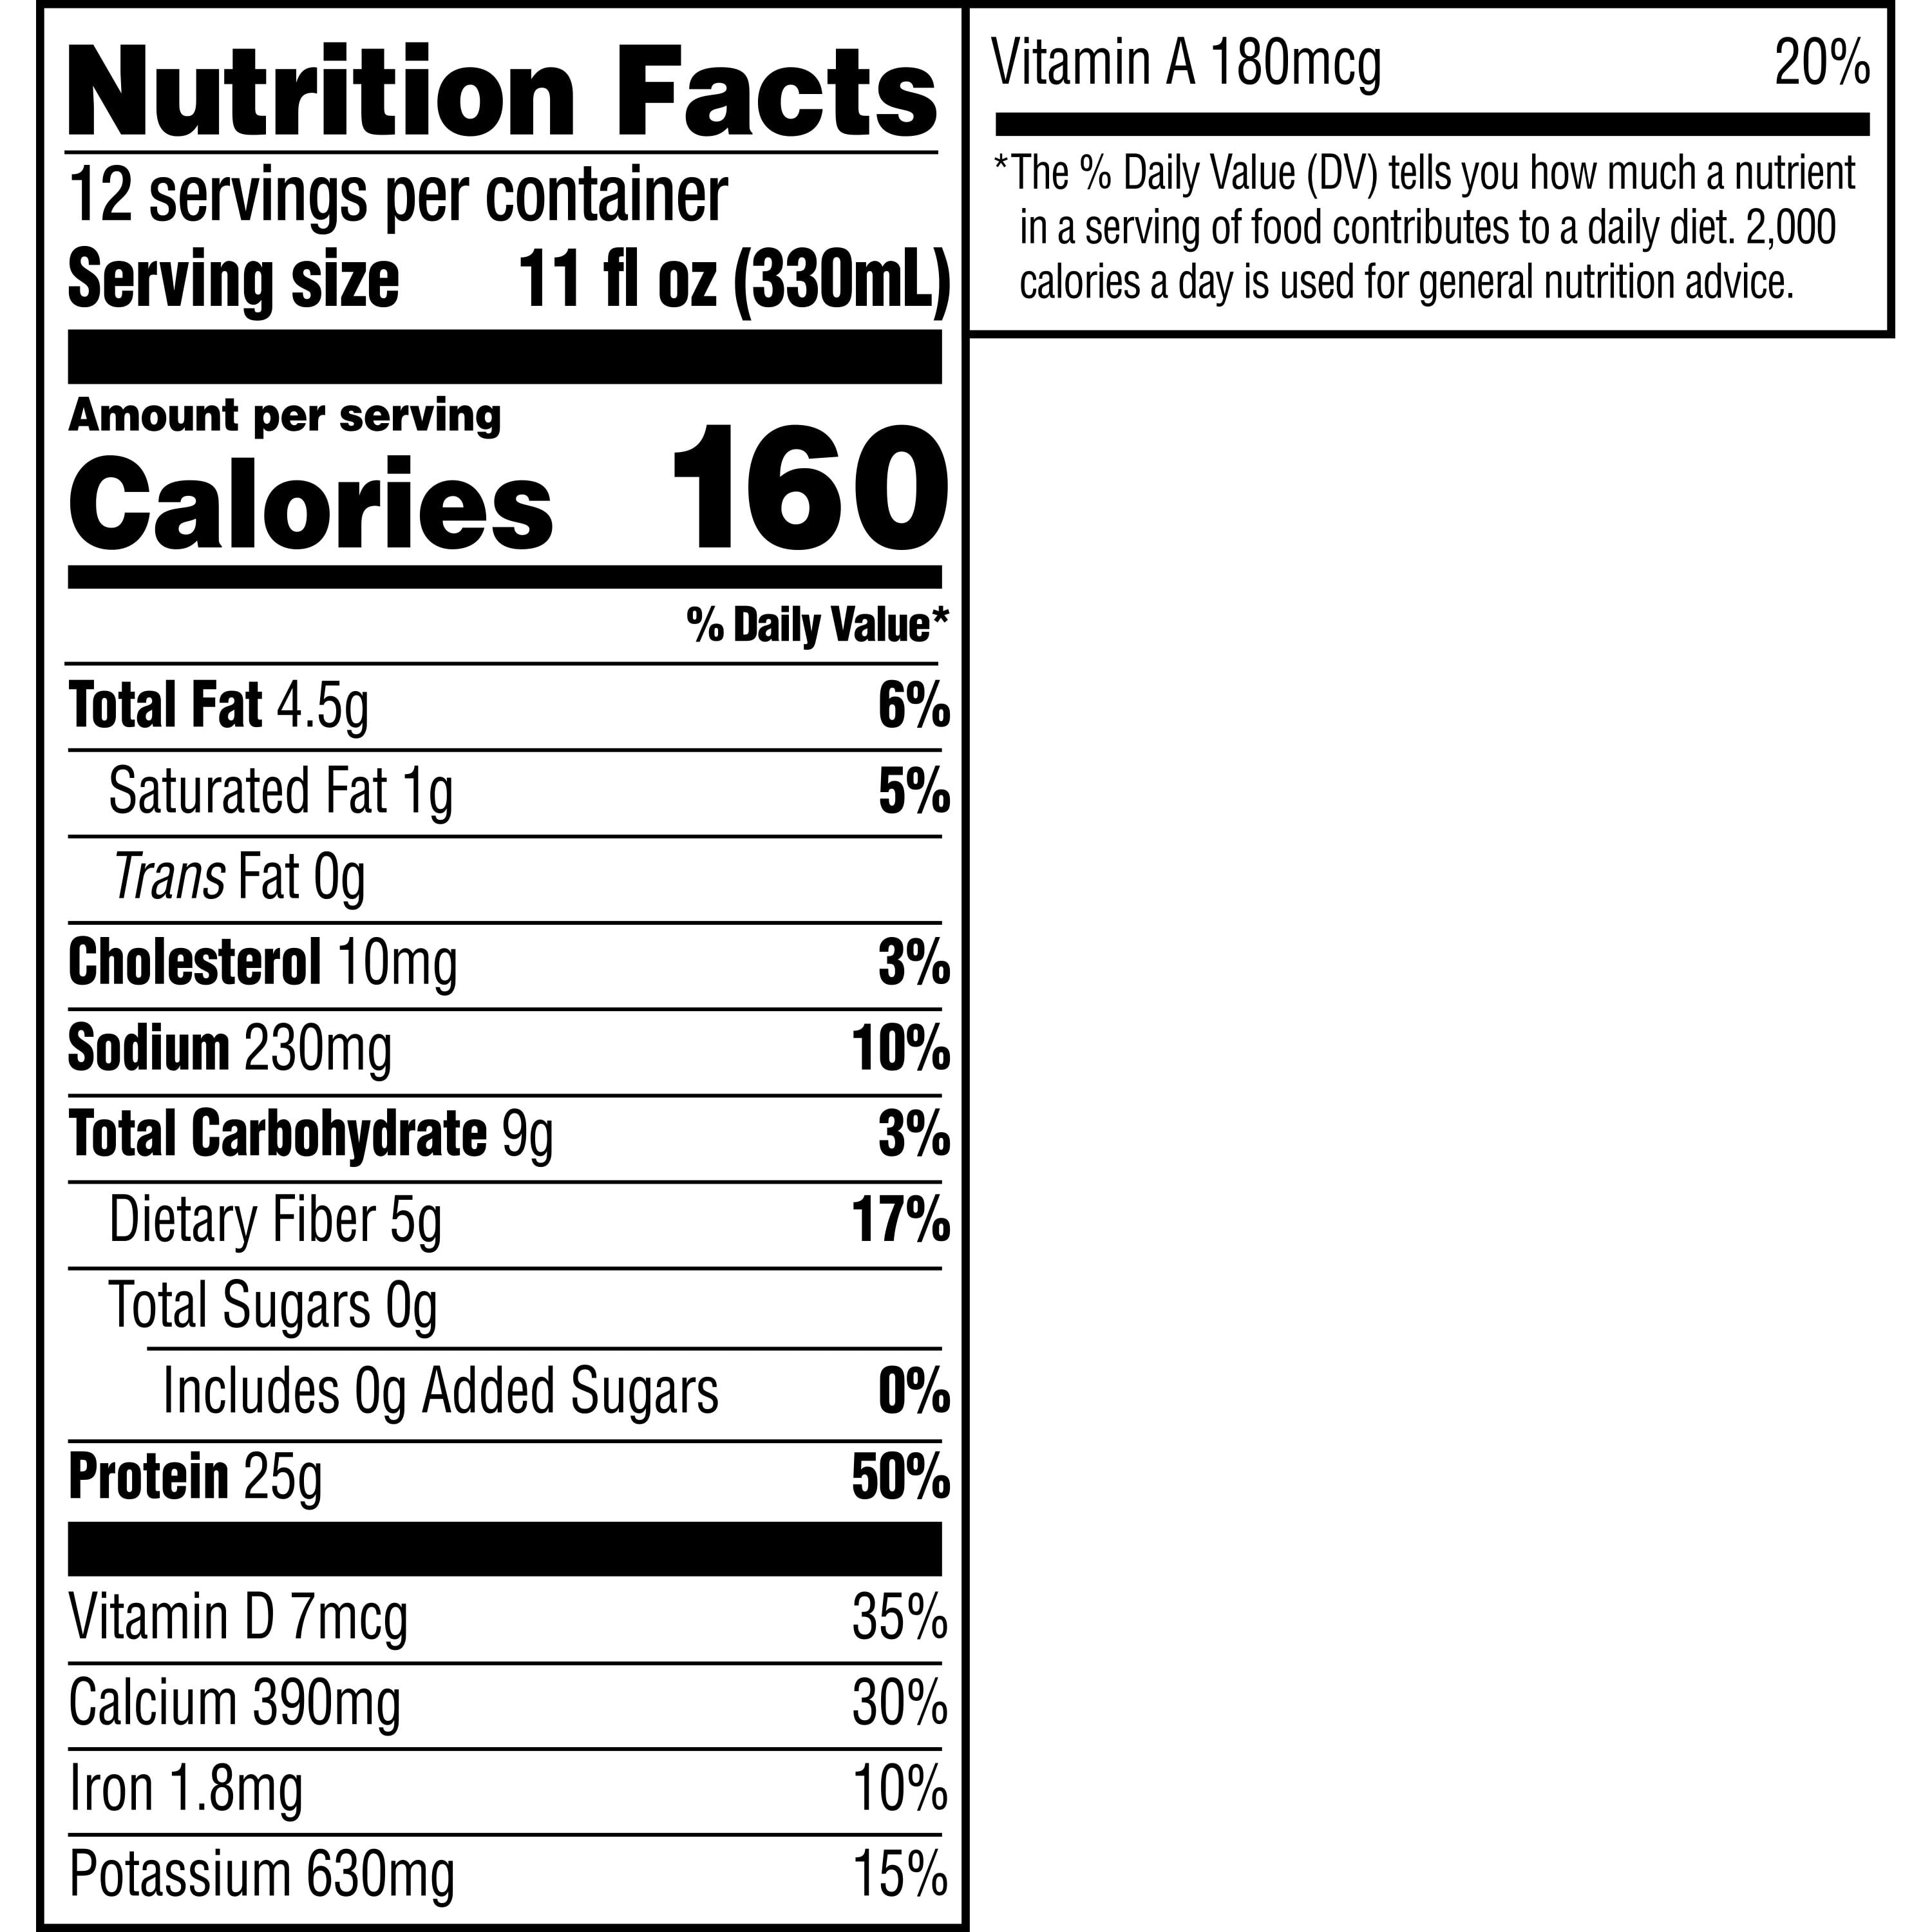 Nutrition Facts
12 servings per container
Serving size 11 fl oz (330mL)
Amount per serving
Calories 160
% Daily Value*
Total Fat 4.5g 6%
Saturated Fat 1g 5%
Trans Fat 0g
Cholesterol 10mg 3%
Sodium 230mg 10%
Total Carbohydrate 9g 3%
Dietary Fiber 5g 17%
Total Sugars 0g
Includes 0g Added Sugars 0%
Protein 25g 50%
Vitamin D 7mcg 35%
Calcium 390mg 30%
Iron 1.8mg 10%
Potassium 630mg 15%
Vitamin A 180mcg 20%
*The % Daily Value (DV) tells you how much a nutrient
in a serving of food contributes to a daily diet. 2,000
calories a day is used for general nutrition advice.